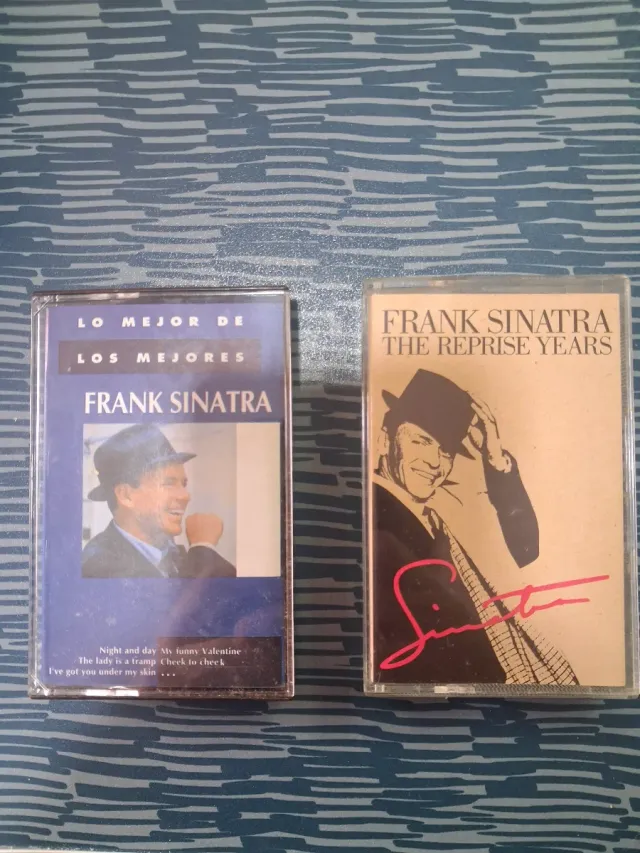 LO MEJOR DE
LOS MEJORES
FRANK SINATRA
Night and day My funny Valentine
The lady is a tramp Cheek to cheek
I've got you under my skin ...
FRANK SINATRA
THE REPRISE YEARS
Sinatra